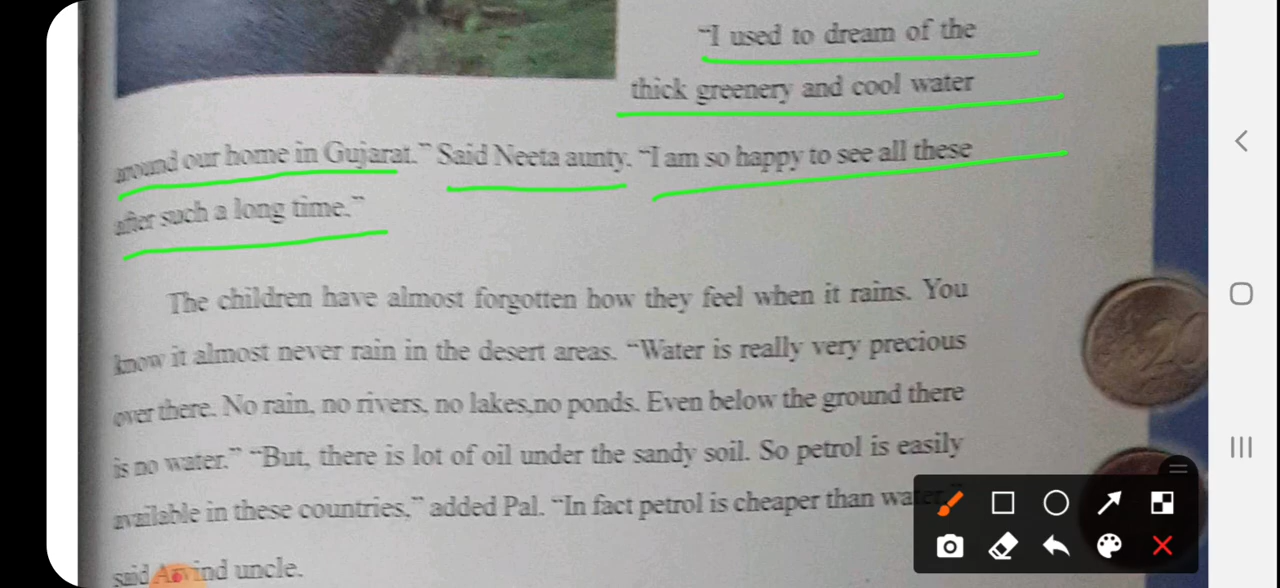 "I used to dream of the
thick greenery and cool water
around our home in Gujarat." Said Neeta aunty. "I am so happy to see all these
after such a long time."
The children have almost forgotten how they feel when it rains. You
know it almost never rain in the desert areas. "Water is really very precious
over there. No rain, no rivers, no lakes,no ponds. Even below the ground there
is no water." "But, there is lot of oil under the sandy soil. So petrol is easily
available in these countries," added Pal. "In fact petrol is cheaper than water,"
said Arvind uncle.
20